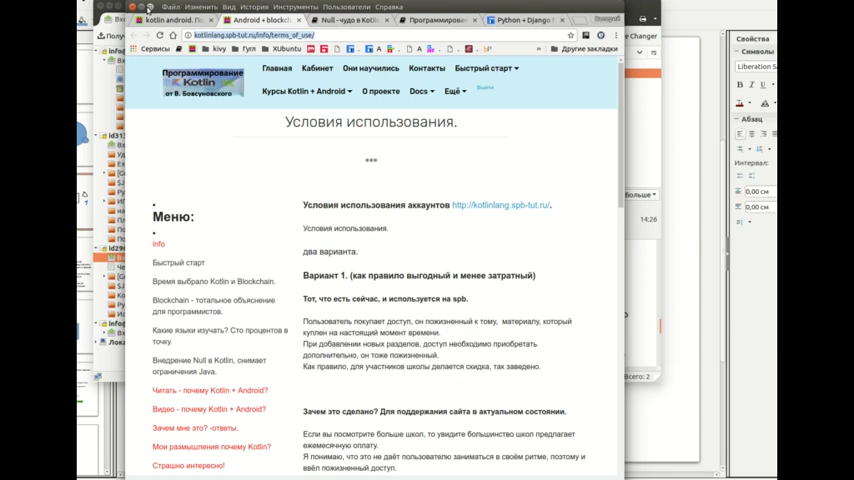 Файл Изменить Вид История Инструменты Пользователи Справка
kotlin android. По
Android + blockch
Null -чудо в Kotlin
Программирован
Python + Django
kotlinlang.spb-tut.ru/info/terms_of_use/
Сервисы kivy Гугл XUbuntu » Другие закладки
Программирование
Kotlin
от В. Бовсуновского
Главная Кабинет Они научились Контакты Быстрый старт
Курсы Kotlin + Android О проекте Docs Ещё Выйти
Условия использования.
***
Меню:
info
Быстрый старт
Время выбрало Kotlin и Blockchain.
Blockchain - тотальное объяснение
для программистов.
Какие языки изучать? Сто процентов в
точку.
Внедрение Null в Kotlin, снимает
ограничения Java.
Читать - почему Kotlin + Android?
Видео - почему Kotlin + Android?
Зачем мне это? -ответы.
Мои размышления почему Kotlin?
Страшно интересно!
Условия использования аккаунтов http://kotlinlang.spb-tut.ru/.
Условия использования.
два варианта.
Вариант 1. (как правило выгодный и менее затратный)
Тот, что есть сейчас, и используется на spb.
Пользователь покупает доступ, он пожизненный к тому, материалу, который
куплен на настоящий момент времени.
При добавлении новых разделов, доступ необходимо приобретать
дополнительно, он тоже пожизненный.
Как правило, для участников школы делается скидка, так заведено.
Зачем это сделано? Для поддержания сайта в актуальном состоянии.
Если вы посмотрите больше школ, то увидите большинство школ предлагает
ежемесячную оплату.
Я понимаю, что это не даёт пользователю заниматься в своём ритме, поэтому и
ввёл пожизненный доступ.
Changer
больше
14:26
Всего: 2
Свойства
Символы
Liberation S
Абзац
Интервал:
0,00 см
0,00 см